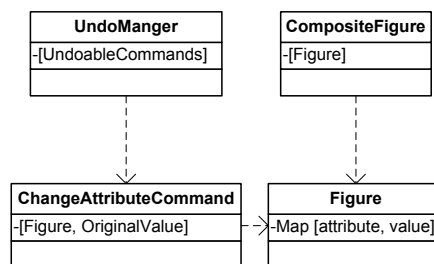 UndoManger
-[UndoableCommands]
CompositeFigure
-[Figure]
ChangeAttributeCommand
-[Figure, OriginalValue]
Figure
-Map [attribute, value]